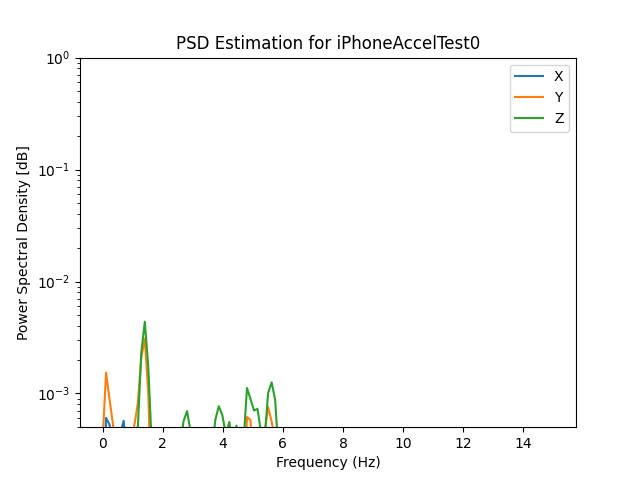 PSD Estimation for iPhoneAccelTest0
X
Y
Z
Power Spectral Density [dB]
10⁰
10⁻¹
10⁻²
10⁻³
0 2 4 6 8 10 12 14
Frequency (Hz)